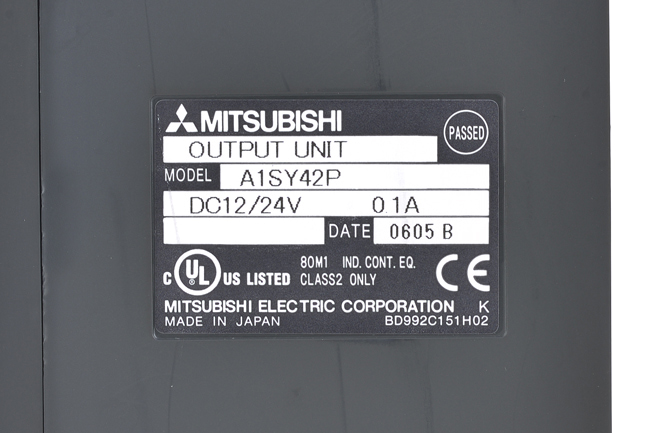 MITSUBISHI
PASSED
OUTPUT UNIT
MODEL A1SY42P
DC12/24V 0.1A
DATE 0605 B
C UL US LISTED
80M1 IND. CONT. EQ.
CLASS2 ONLY
CE
MITSUBISHI ELECTRIC CORPORATION K
MADE IN JAPAN BD992C151H02